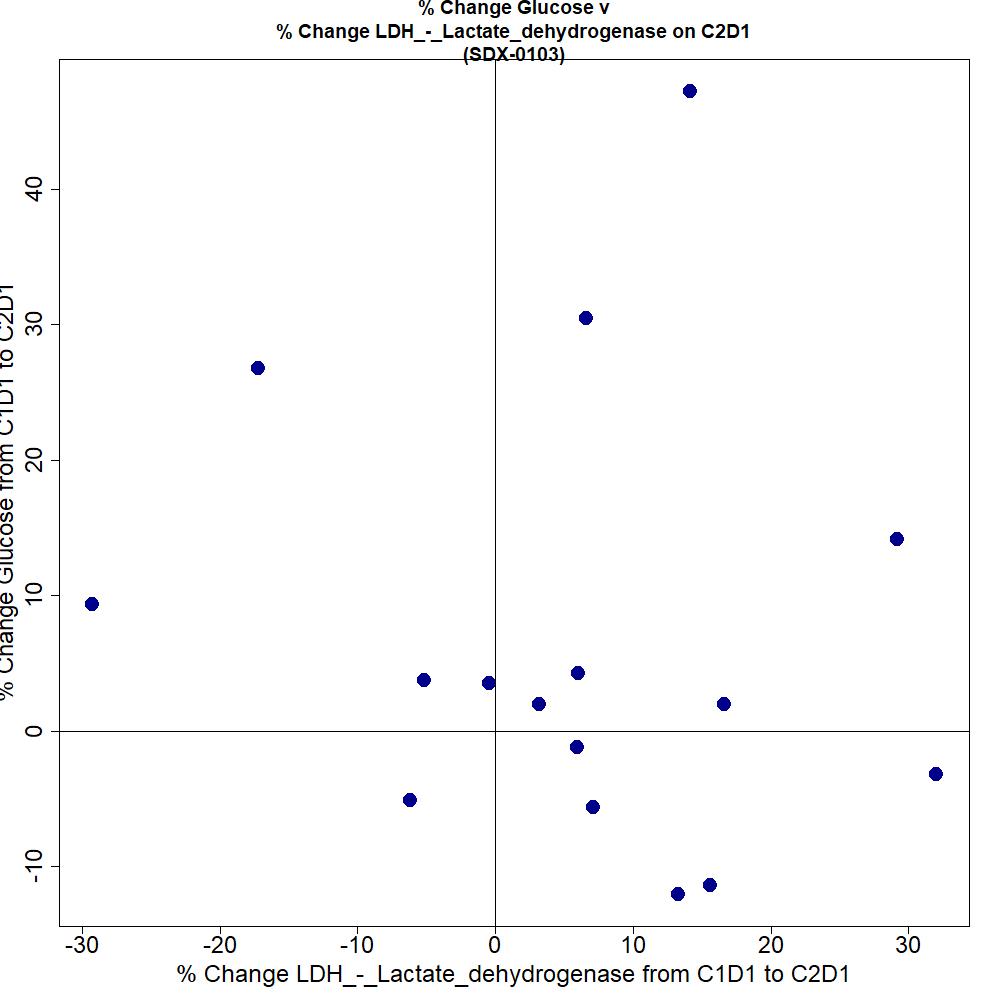 % Change Glucose v
% Change LDH_-_Lactate_dehydrogenase on C2D1
(SDX-0103)
% Change Glucose from C1D1 to C2D1
40
30
20
10
0
-10
-30 -20 -10 0 10 20 30
% Change LDH_-_Lactate_dehydrogenase from C1D1 to C2D1